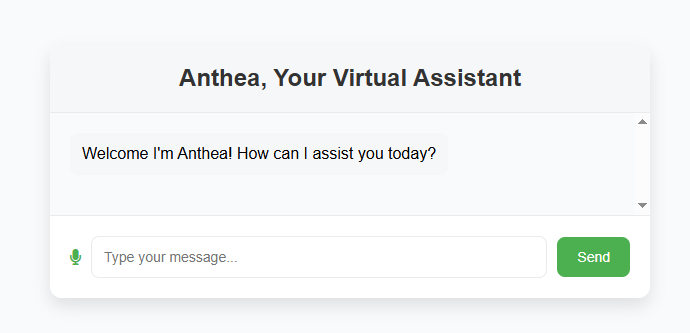 Anthea, Your Virtual Assistant
Welcome I'm Anthea! How can I assist you today?
Type your message...
Send